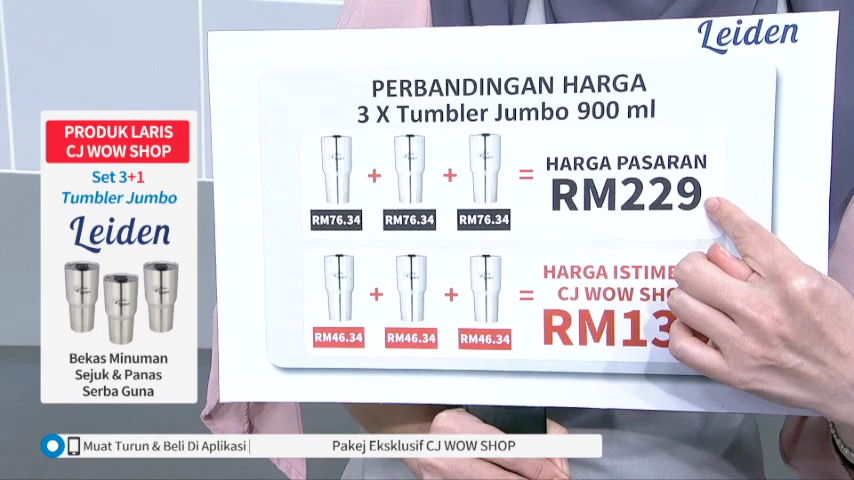 Leiden
PERBANDINGAN HARGA
3 X Tumbler Jumbo 900 ml
+ + = HARGA PASARAN
RM229
RM76.34 RM76.34 RM76.34
+ + = HARGA ISTIME
CJ WOW SHO
RM13
RM46.34 RM46.34 RM46.34
PRODUK LARIS
CJ WOW SHOP
Set 3+1
Tumbler Jumbo
Leiden
Bekas Minuman
Sejuk & Panas
Serba Guna
Muat Turun & Beli Di Aplikasi
Pakej Eksklusif CJ WOW SHOP